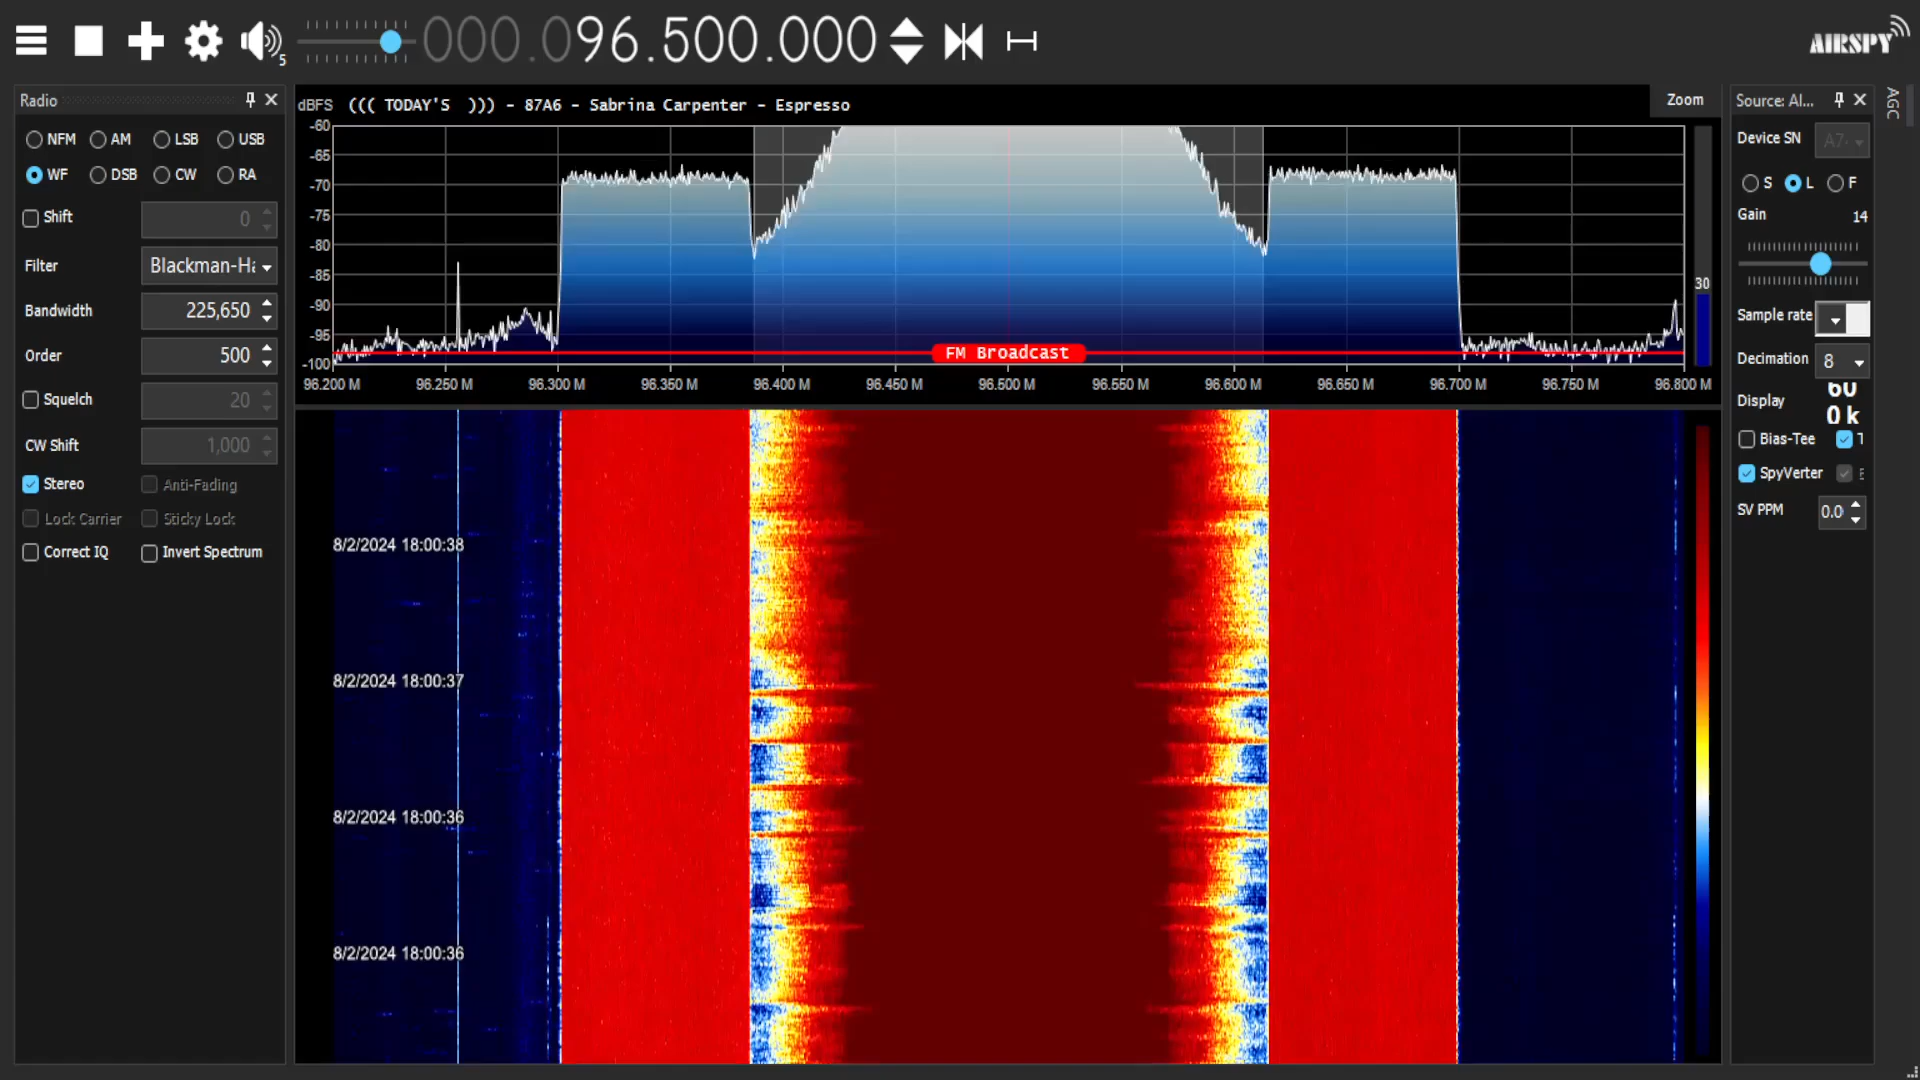 5
000.096.500.000
AIRSPY
Radio
NFM AM LSB USB
WF DSB CW RA
Shift 0
Filter Blackman-Ha
Bandwidth 225,650
Order 500
Squelch 20
CW Shift 1,000
Stereo Anti-Fading
Lock Carrier Sticky Lock
Correct IQ Invert Spectrum
dBFS ((( TODAY'S ))) - 87A6 - Sabrina Carpenter - Espresso
Zoom
-60
-65
-70
-75
-80
-85
-90
-95
-100
30
FM Broadcast
96.200 M 96.250 M 96.300 M 96.350 M 96.400 M 96.450 M 96.500 M 96.550 M 96.600 M 96.650 M 96.700 M 96.750 M 96.800 M
8/2/2024 18:00:38
8/2/2024 18:00:37
8/2/2024 18:00:36
8/2/2024 18:00:36
Source: AI...
AGC
Device SN A7
S L F
Gain 14
Sample rate
Decimation 8
Display 60
0 k
Bias-Tee T
SpyVerter E
SV PPM 0.0